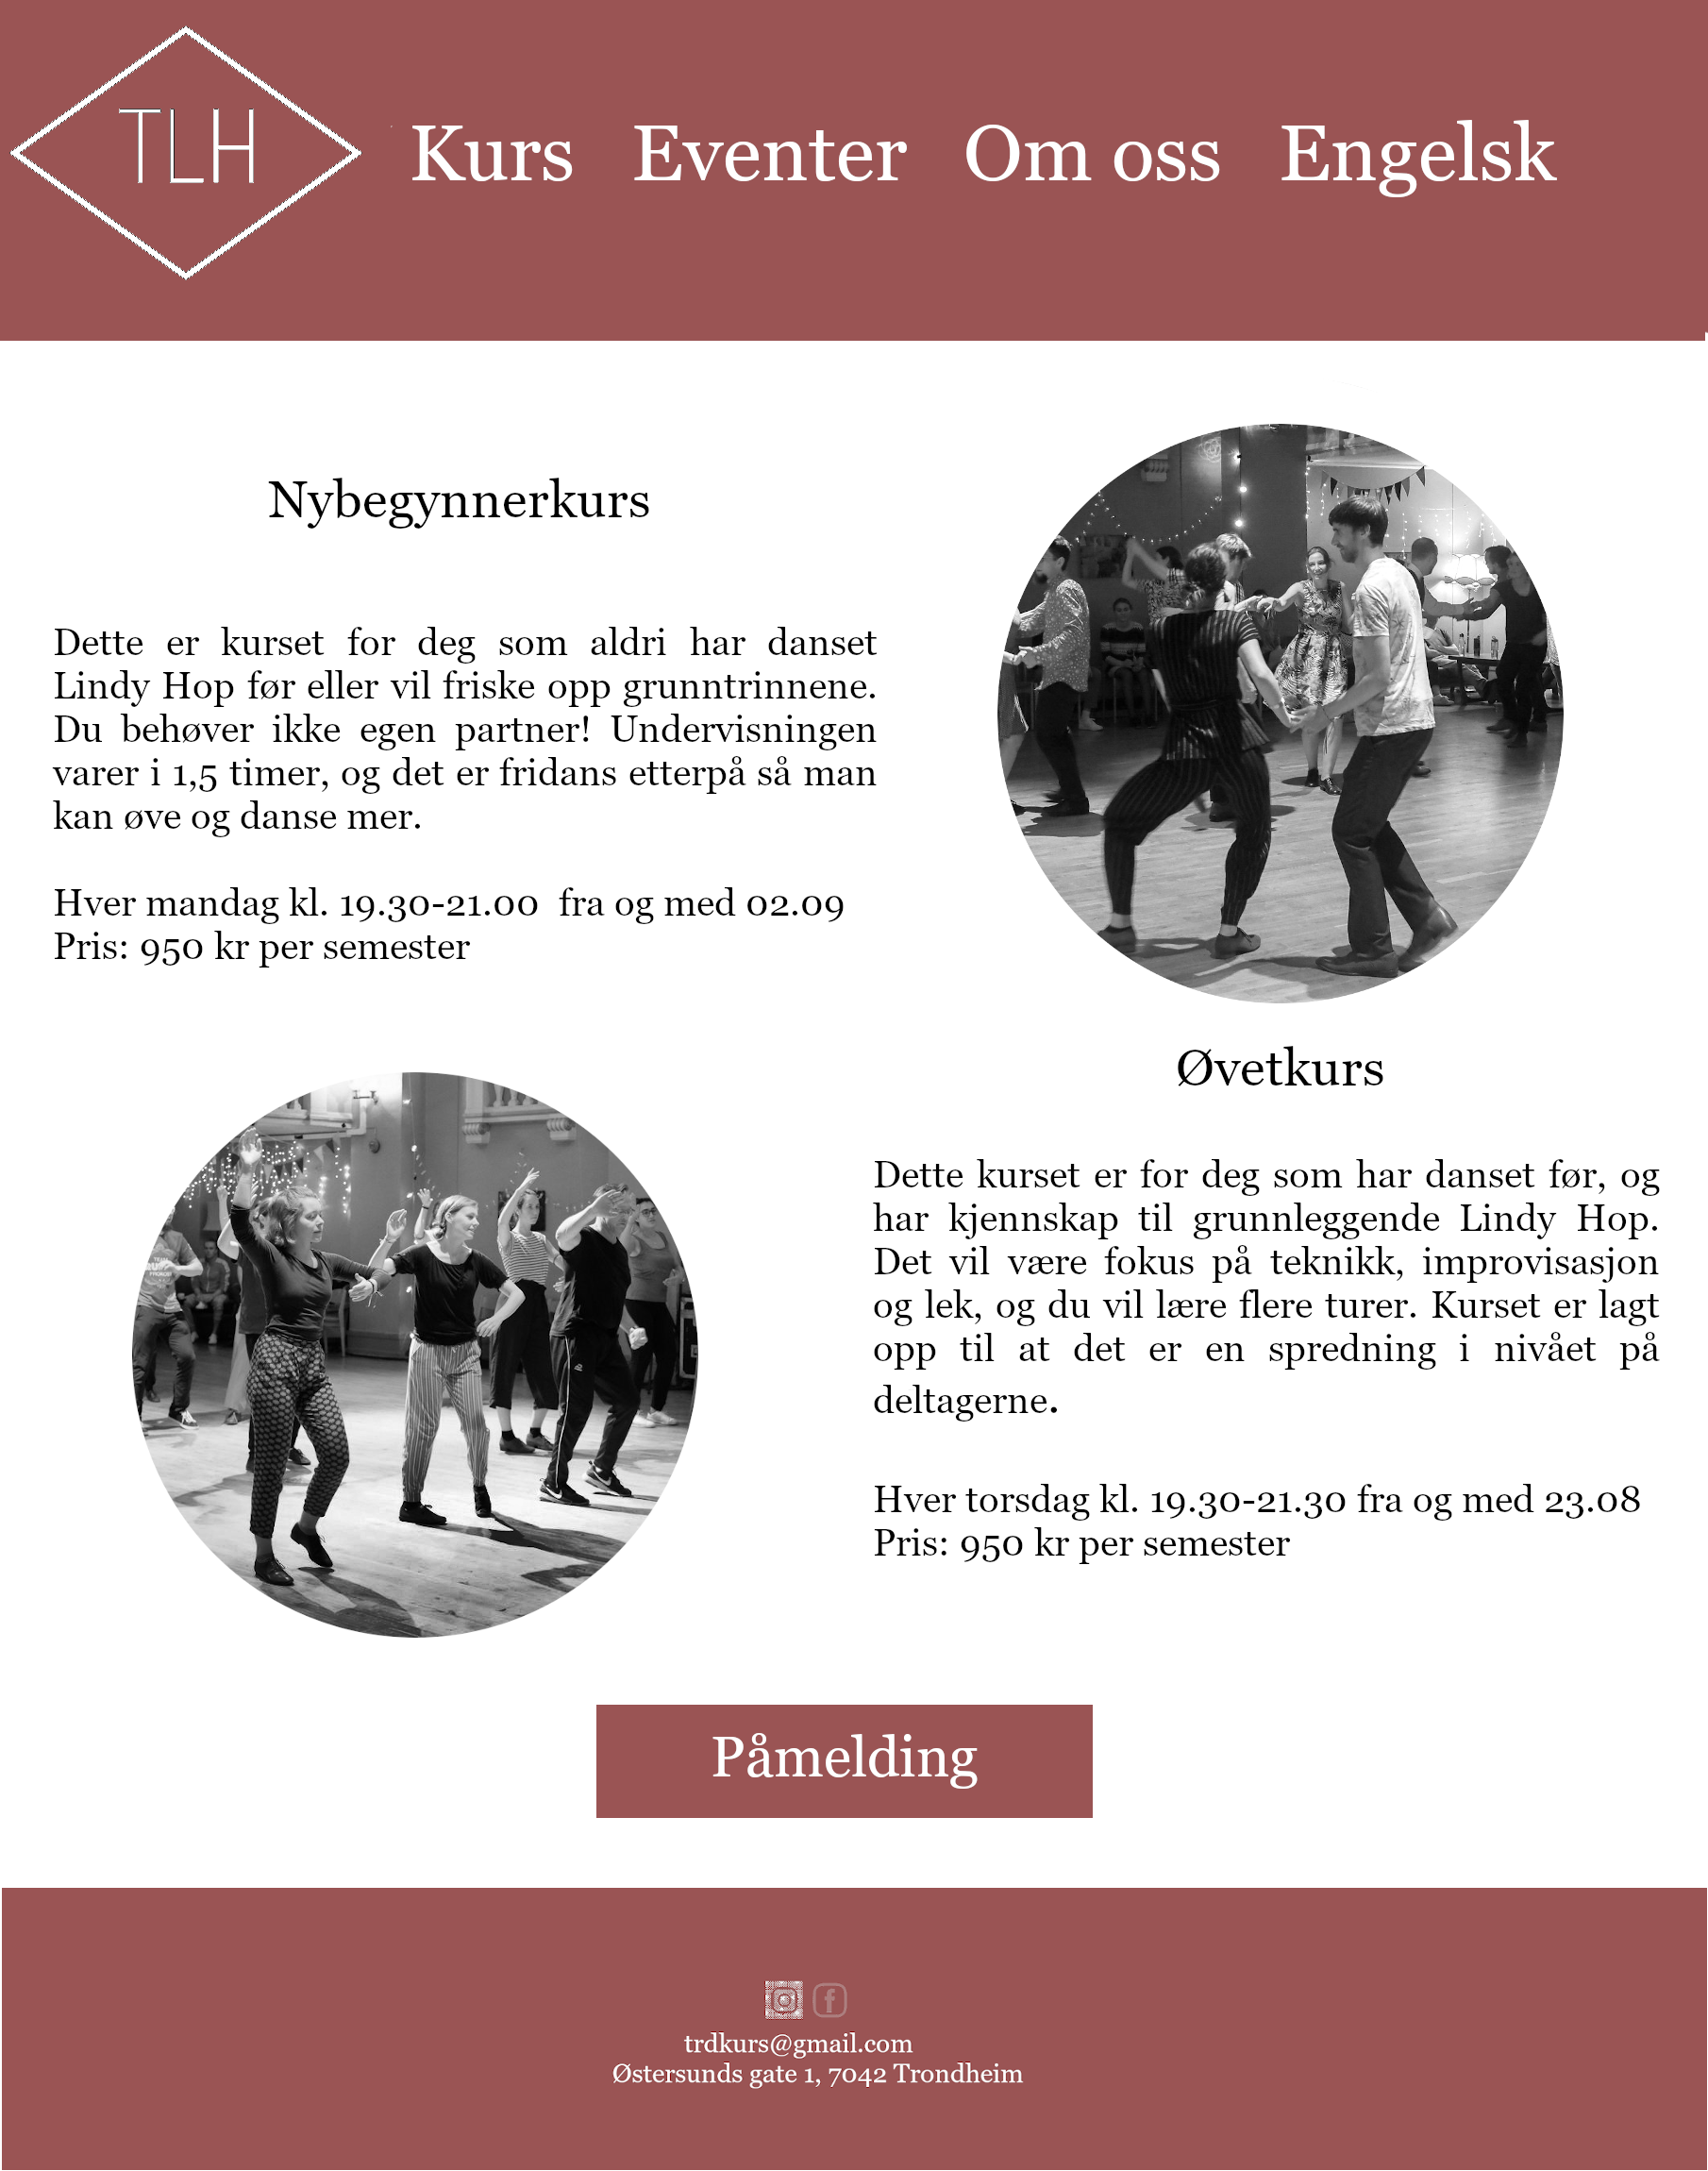 TLH
Kurs Eventer Om oss Engelsk
Nybegynnerkurs
Dette er kurset for deg som aldri har danset
Lindy Hop før eller vil friske opp grunntrinnene.
Du behøver ikke egen partner! Undervisningen
varer i 1,5 timer, og det er fridans etterpå så man
kan øve og danse mer.
Hver mandag kl. 19.30-21.00 fra og med 02.09
Pris: 950 kr per semester
Øvetkurs
Dette kurset er for deg som har danset før, og
har kjennskap til grunnleggende Lindy Hop.
Det vil være fokus på teknikk, improvisasjon
og lek, og du vil lære flere turer. Kurset er lagt
opp til at det er en spredning i nivået på
deltagerne.
Hver torsdag kl. 19.30-21.30 fra og med 23.08
Pris: 950 kr per semester
Påmelding
trdkurs@gmail.com
Østersunds gate 1, 7042 Trondheim